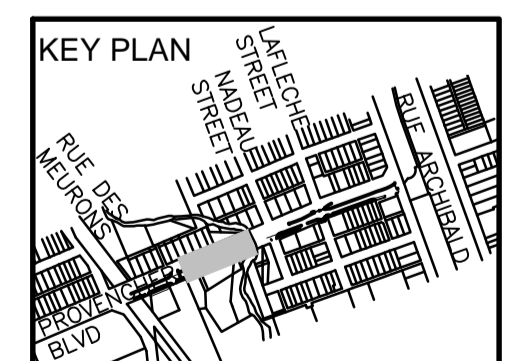 KEY PLAN
RUE DES
MEURONS
NADEAU
STREET
LAFLECHE
STREET
RUE ARCHIBALD
PROVENCHER
BLVD